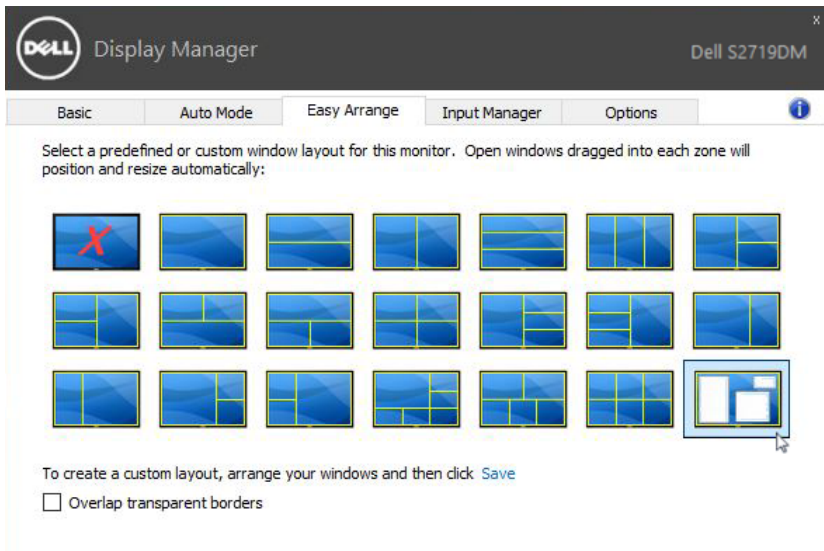 x
DELL Display Manager
Dell S2719DM
Basic Auto Mode Easy Arrange Input Manager Options i
Select a predefined or custom window layout for this monitor. Open windows dragged into each zone will
position and resize automatically:
X
To create a custom layout, arrange your windows and then click Save
Overlap transparent borders